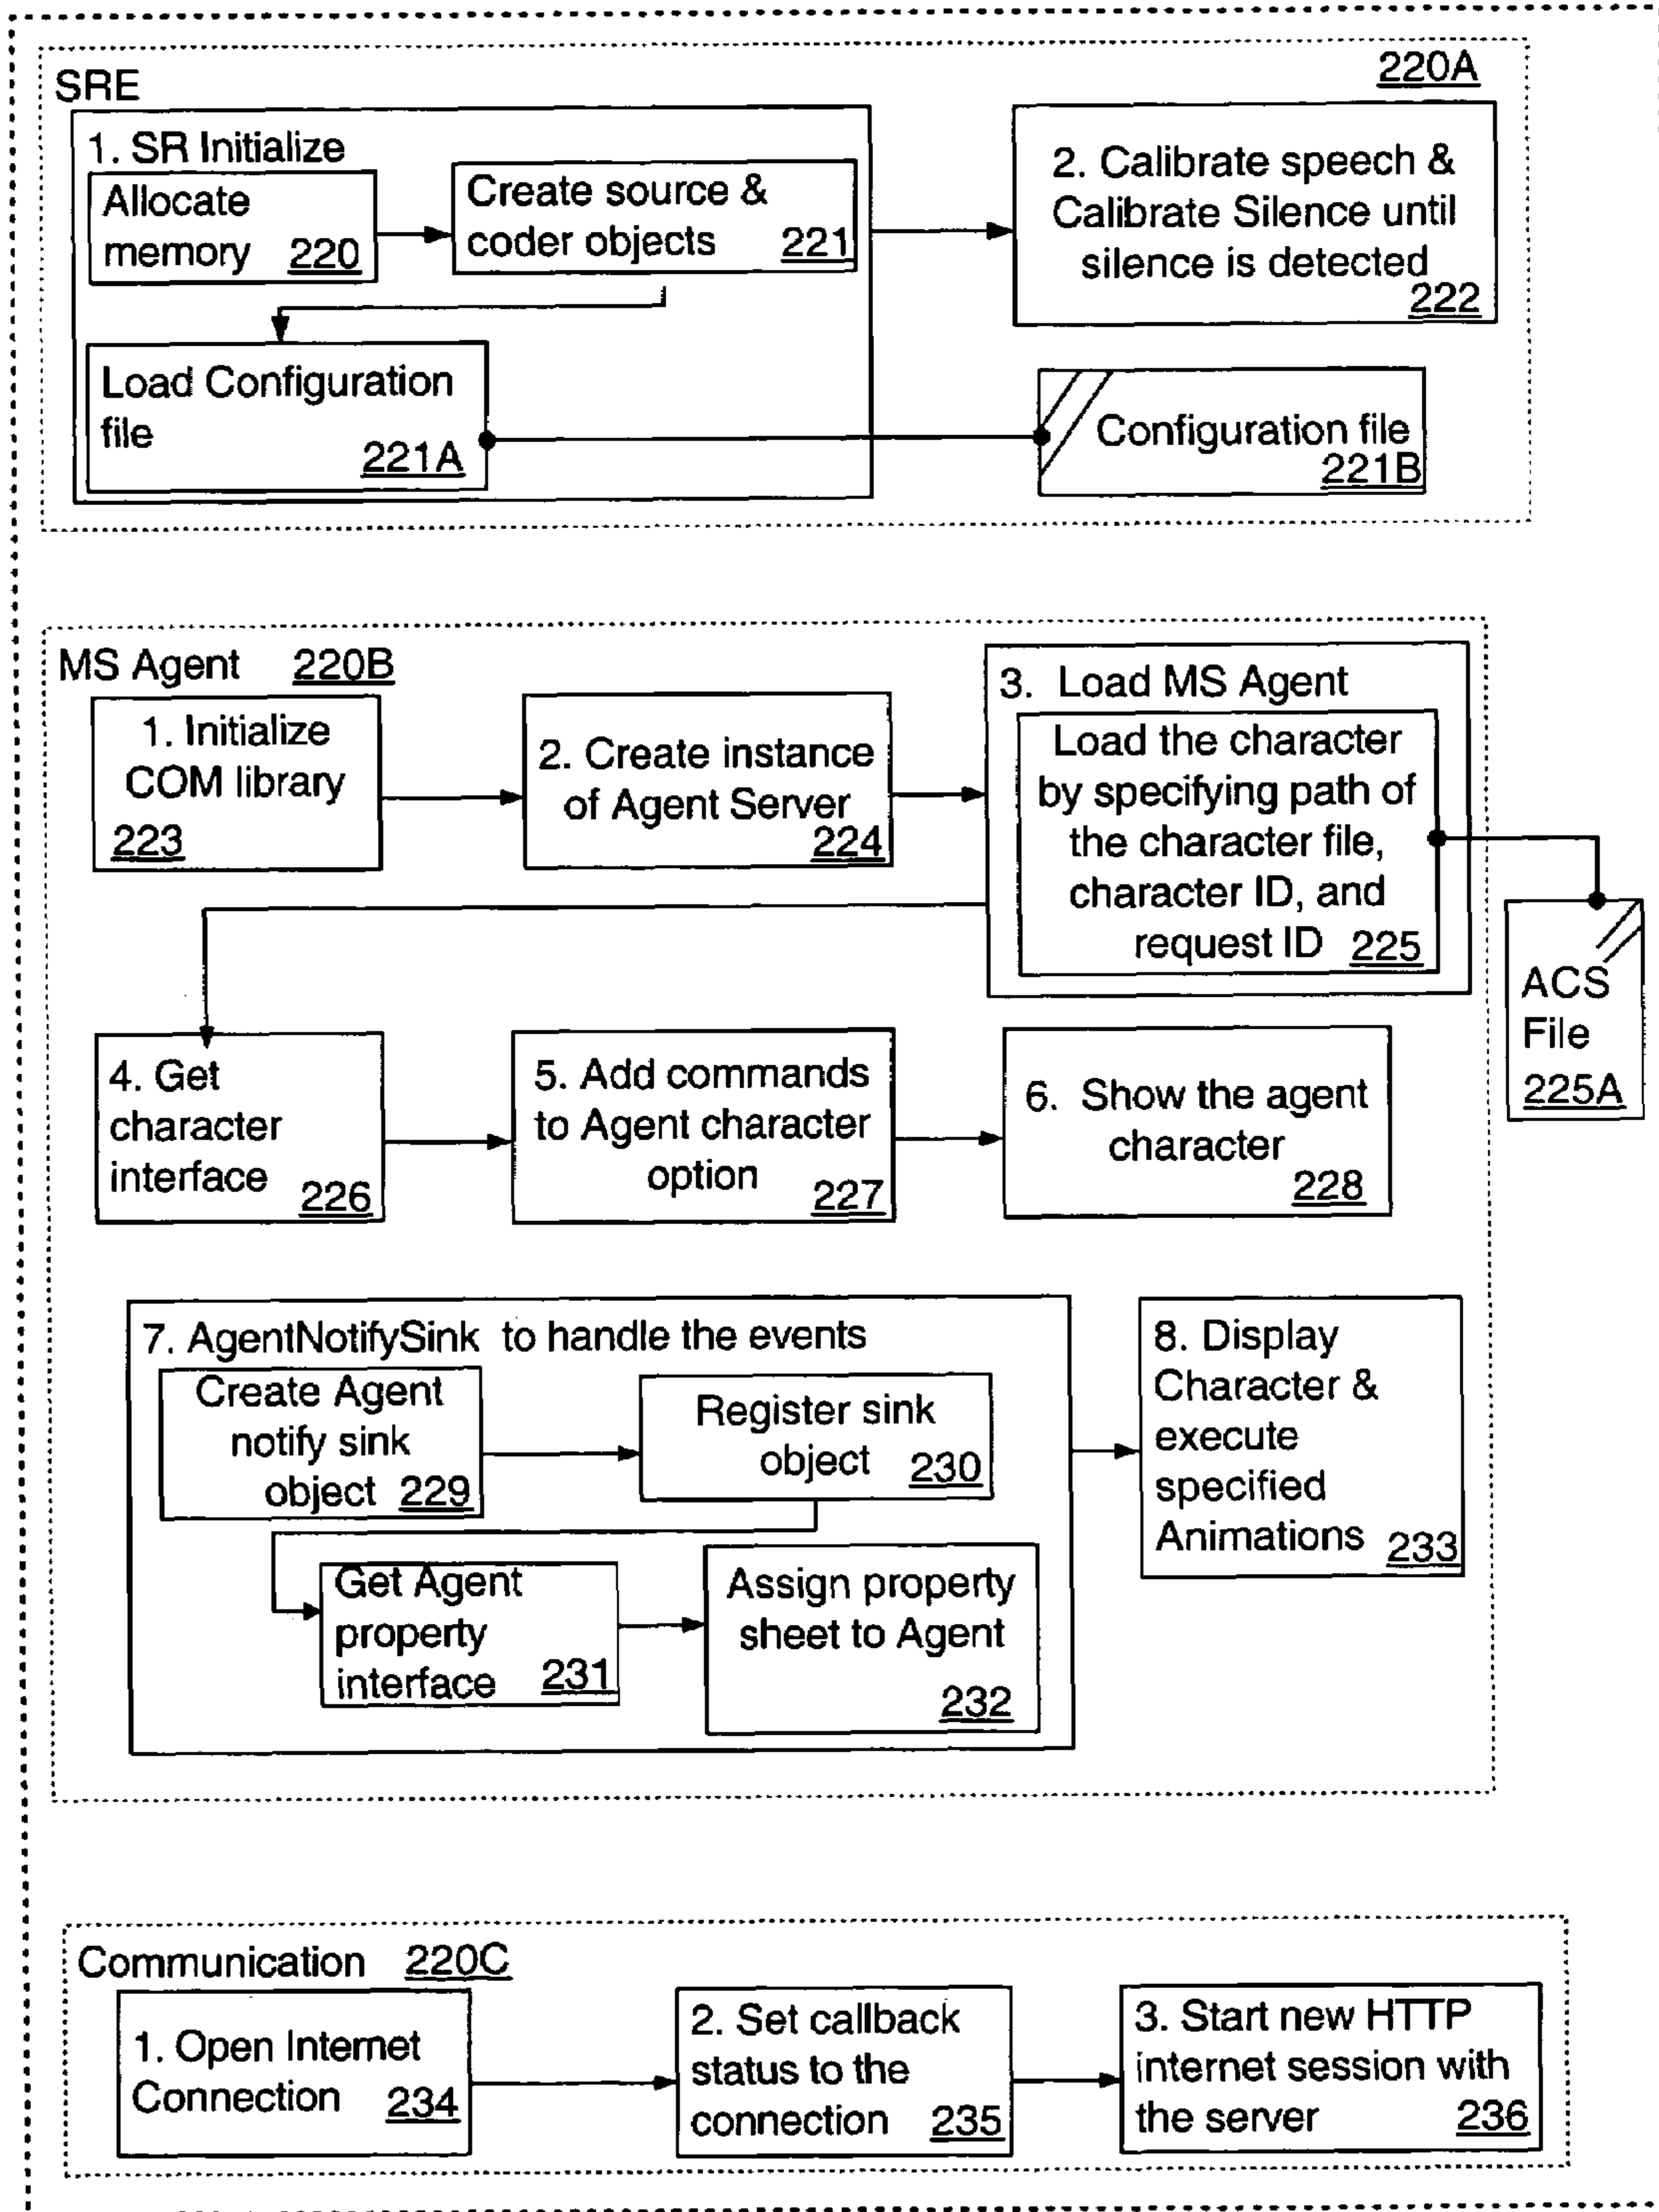 SRE
220A
1. SR Initialize
Allocate
memory 220
Create source &
coder objects 221
2. Calibrate speech &
Calibrate Silence until
silence is detected
222
Load Configuration
file
221A
Configuration file
221B
MS Agent 220B
1. Initialize
COM library
223
2. Create instance
of Agent Server
224
3. Load MS Agent
Load the character
by specifying path of
the character file,
character ID, and
request ID 225
ACS
File
225A
4. Get
character
interface 226
5. Add commands
to Agent character
option 227
6. Show the agent
character
228
7. AgentNotifySink to handle the events
Create Agent
notify sink
object 229
Register sink
object 230
Get Agent
property
interface 231
Assign property
sheet to Agent
232
8. Display
Character &
execute
specified
Animations 233
Communication 220C
1. Open Internet
Connection 234
2. Set callback
status to the
connection 235
3. Start new HTTP
internet session with
the server 236